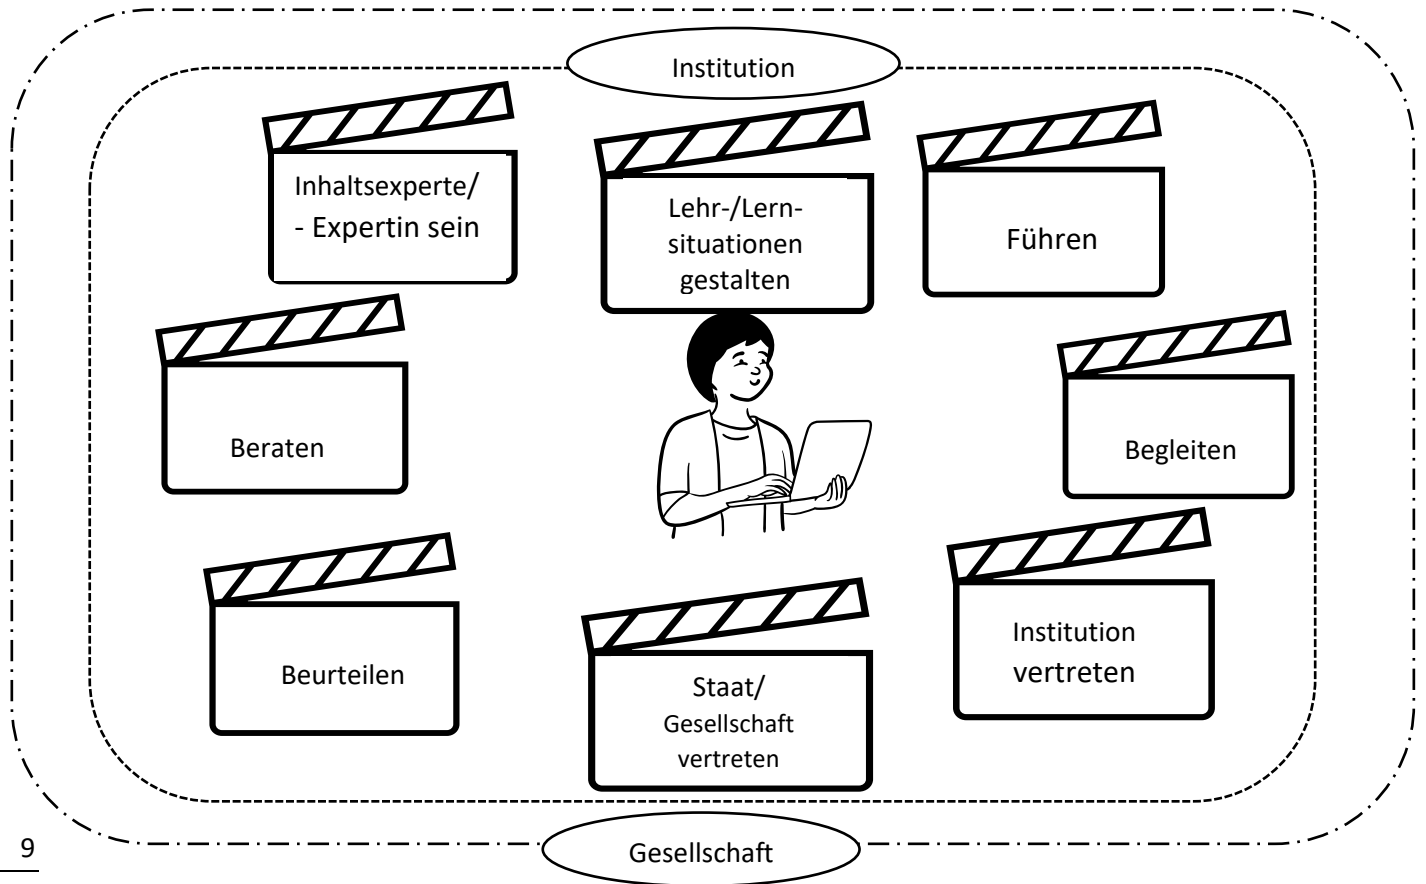 Institution
Inhaltsexperte/
- Expertin sein
Lehr-/Lern-
situationen
gestalten
Führen
Beraten
Begleiten
Beurteilen
Staat/
Gesellschaft
vertreten
Institution
vertreten
9
Gesellschaft